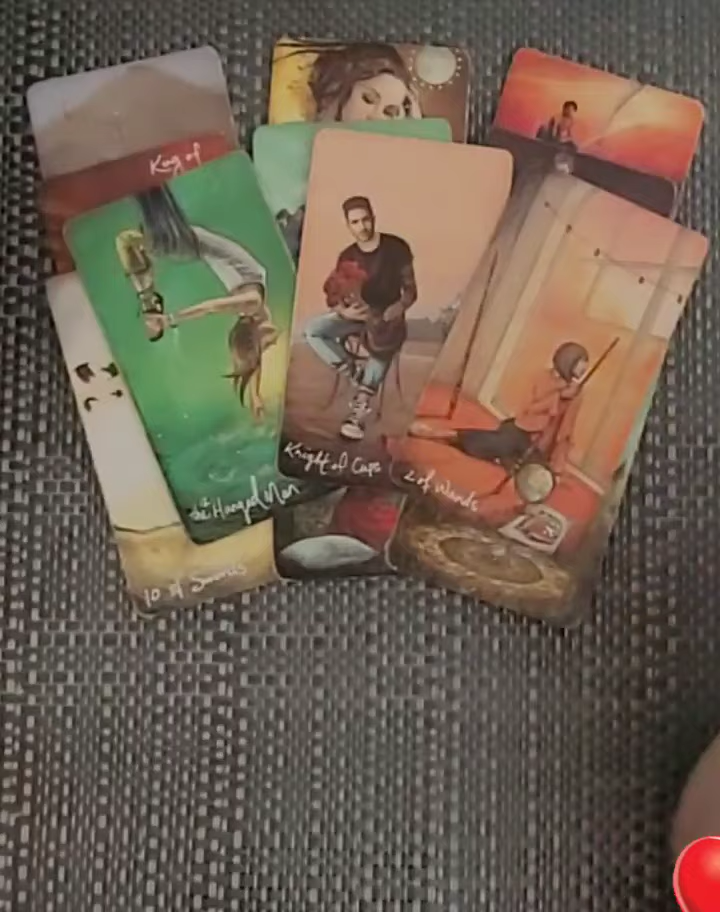 King of
the Hanged Man
Knight of Cups
2 of Wands
10 of Swords